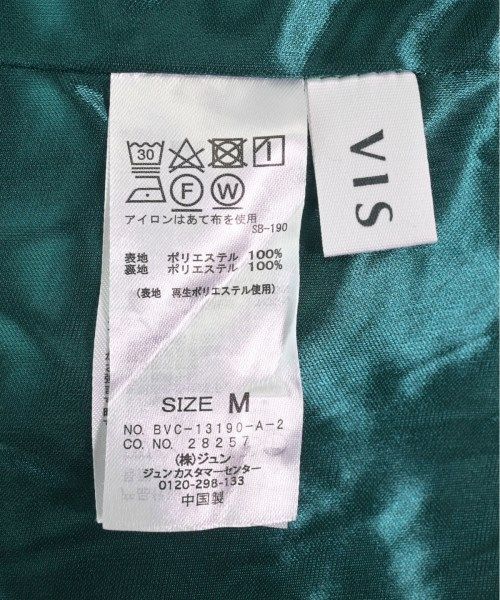 30
F W
アイロンはあて布を使用
SB-190
表地 ポリエステル 100%
裏地 ポリエステル 100%
(表地 再生ポリエステル使用)
SIZE M
NO. BVC-13190-A-2
CO. NO. 28257
(株)ジュン
ジュンカスタマーセンター
0120-298-133
中国製
VIS